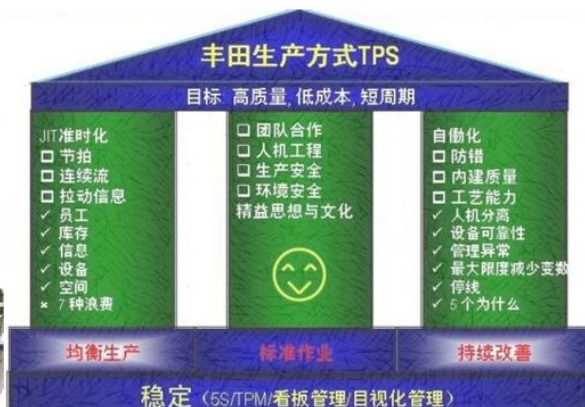 丰田生产方式TPS
目标: 高质量, 低成本, 短周期
JIT准时化
节拍
连续流
拉动信息
员工
库存
信息
设备
空间
7 种浪费
团队合作
人机工程
生产安全
环境安全
精益思想与文化
自働化
防错
内建质量
工艺能力
人机分离
设备可靠性
管理异常
最大限度减少变数
停线
5 个为什么
均衡生产
标准作业
持续改善
稳定（5S/TPM/看板管理/目视化管理）